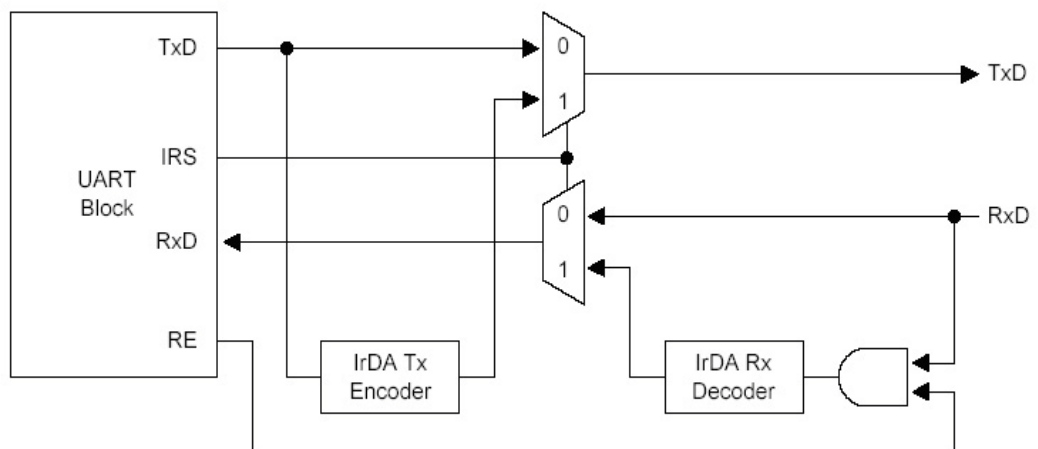 TxD
0
TxD
1
IRS
UART
Block
0
RxD
RxD
1
RE
IrDA Tx
Encoder
IrDA Rx
Decoder